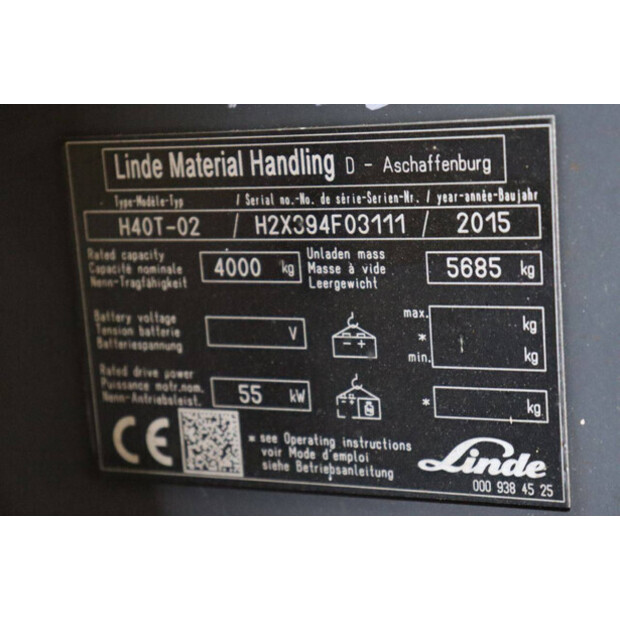 Linde Material Handling D - Aschaffenburg
Type-Modèle-Typ / Serial no.-No. de série-Serien-Nr. / year-année-Baujahr
H40T-02 / H2X394F03111 / 2015
Rated capacity
Capacité nominale
Nenn-Tragfähigkeit
4000 kg
Unladen mass
Masse à vide
Leergewicht
5685 kg
Battery voltage
Tension batterie
Batteriespannung
V
- +
max. kg
*
min. kg
Rated drive power
Puissance motr.nom.
Nenn-Antriebsleist.
55 kW
L - +
* kg
CE
* see Operating instructions
voir Mode d'emploi
siehe Betriebsanleitung
Linde
000 938 45 25